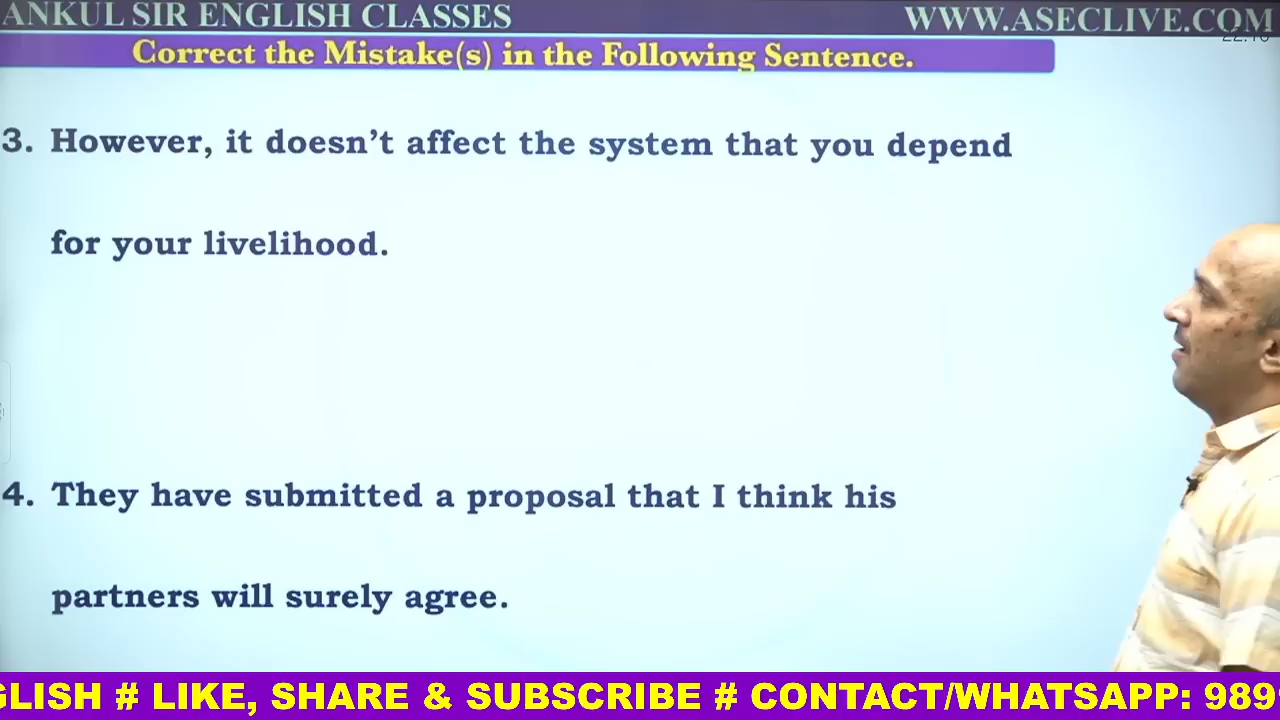 ANKUL SIR ENGLISH CLASSES
WWW.ASECLIVE.COM
Correct the Mistake(s) in the Following Sentence.
3. However, it doesn't affect the system that you depend
for your livelihood.
4. They have submitted a proposal that I think his
partners will surely agree.
GLISH # LIKE, SHARE & SUBSCRIBE # CONTACT/WHATSAPP: 989